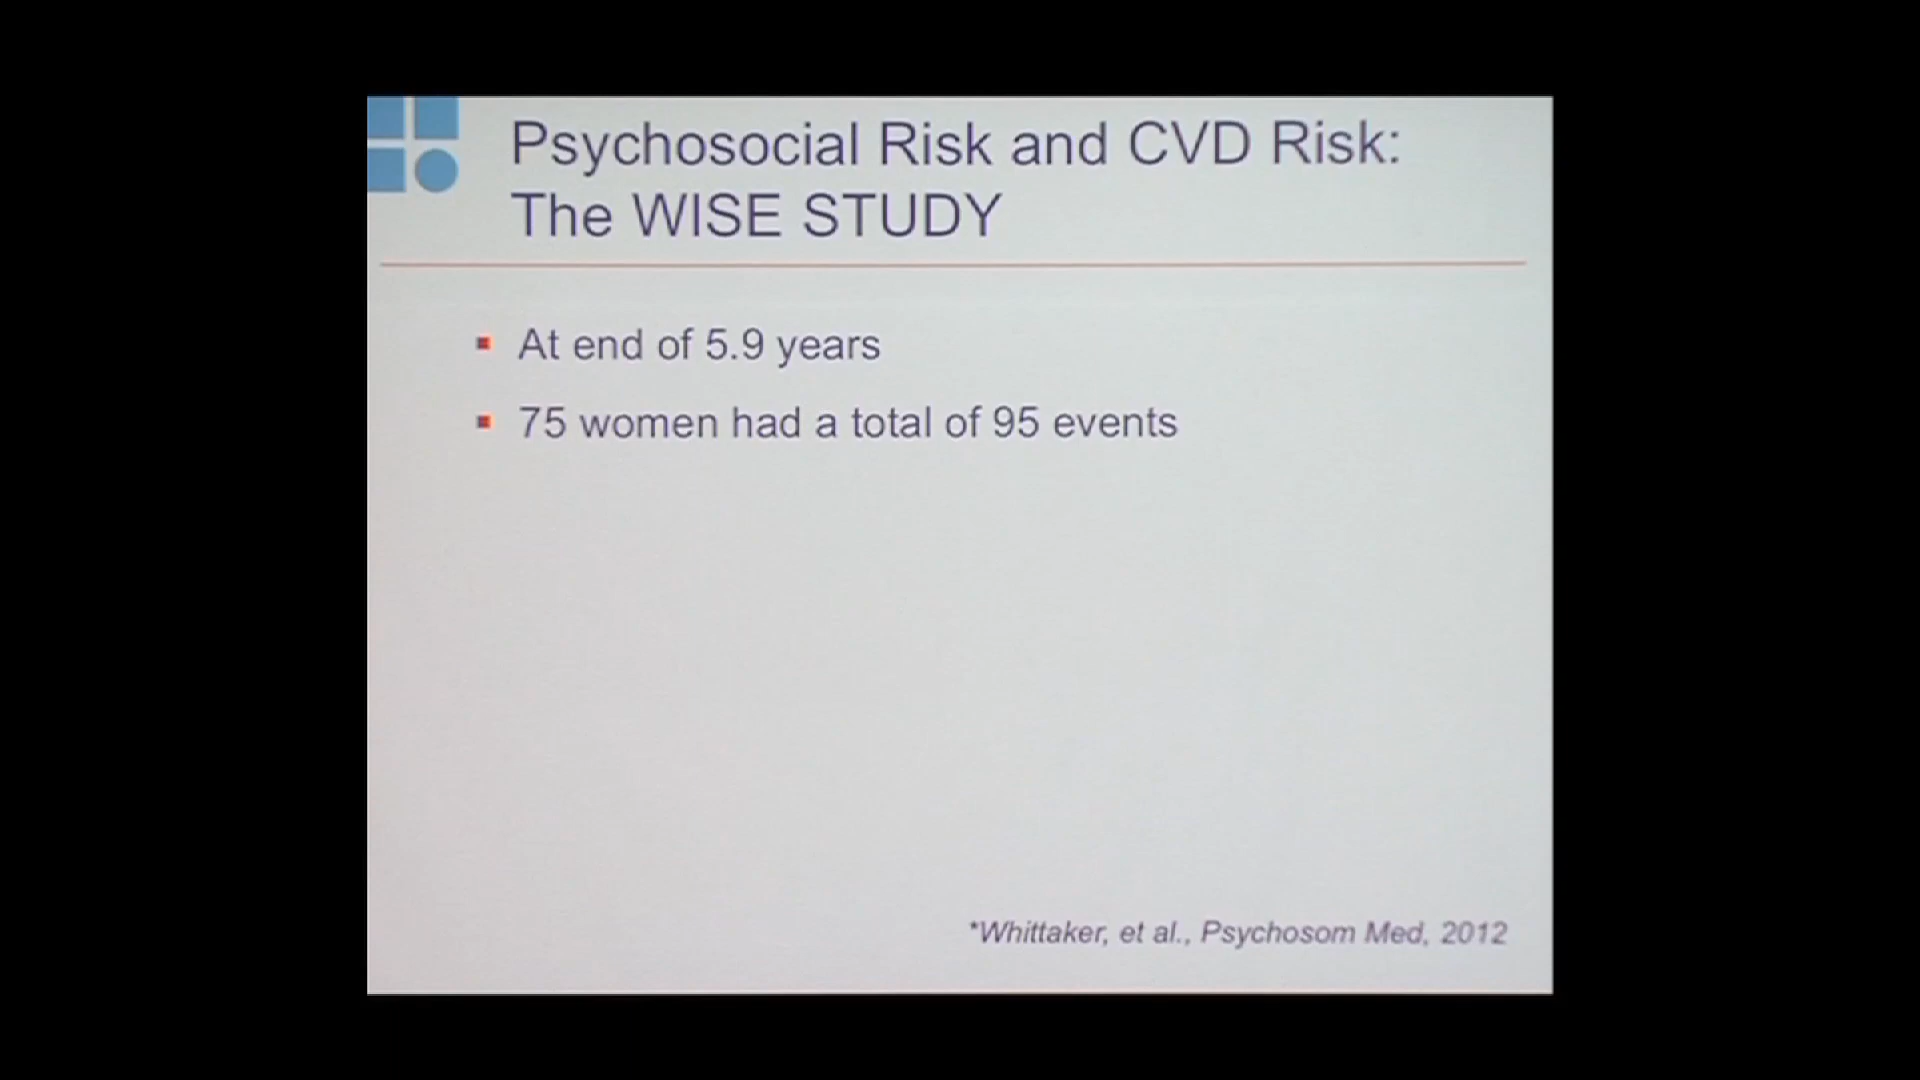 Psychosocial Risk and CVD Risk:
The WISE STUDY
▪ At end of 5.9 years
▪ 75 women had a total of 95 events
*Whittaker, et al., Psychosom Med, 2012